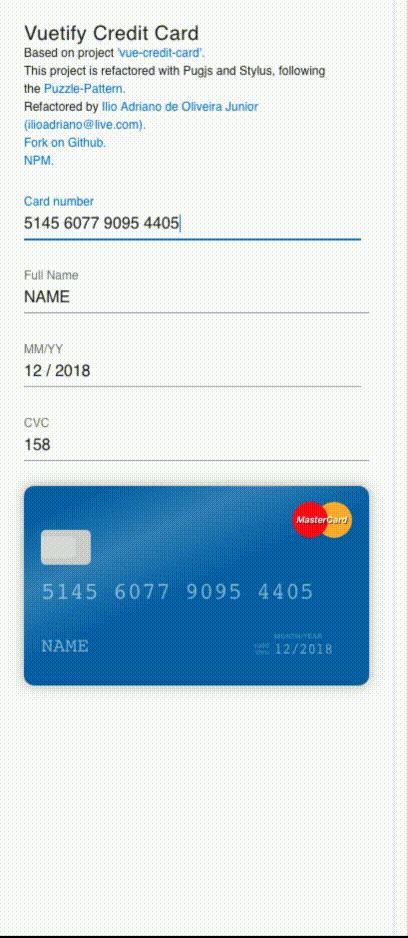 Vuetify Credit Card
Based on project 'vue-credit-card'.
This project is refactored with Pugjs and Stylus, following
the Puzzle-Pattern.
Refactored by Ilio Adriano de Oliveira Junior
(ilioadriano@live.com).
Fork on Github.
NPM.
Card number
5145 6077 9095 4405
Full Name
NAME
MM/YY
12 / 2018
CVC
158
MasterCard
5145 6077 9095 4405
MONTH/YEAR
NAME
12/2018